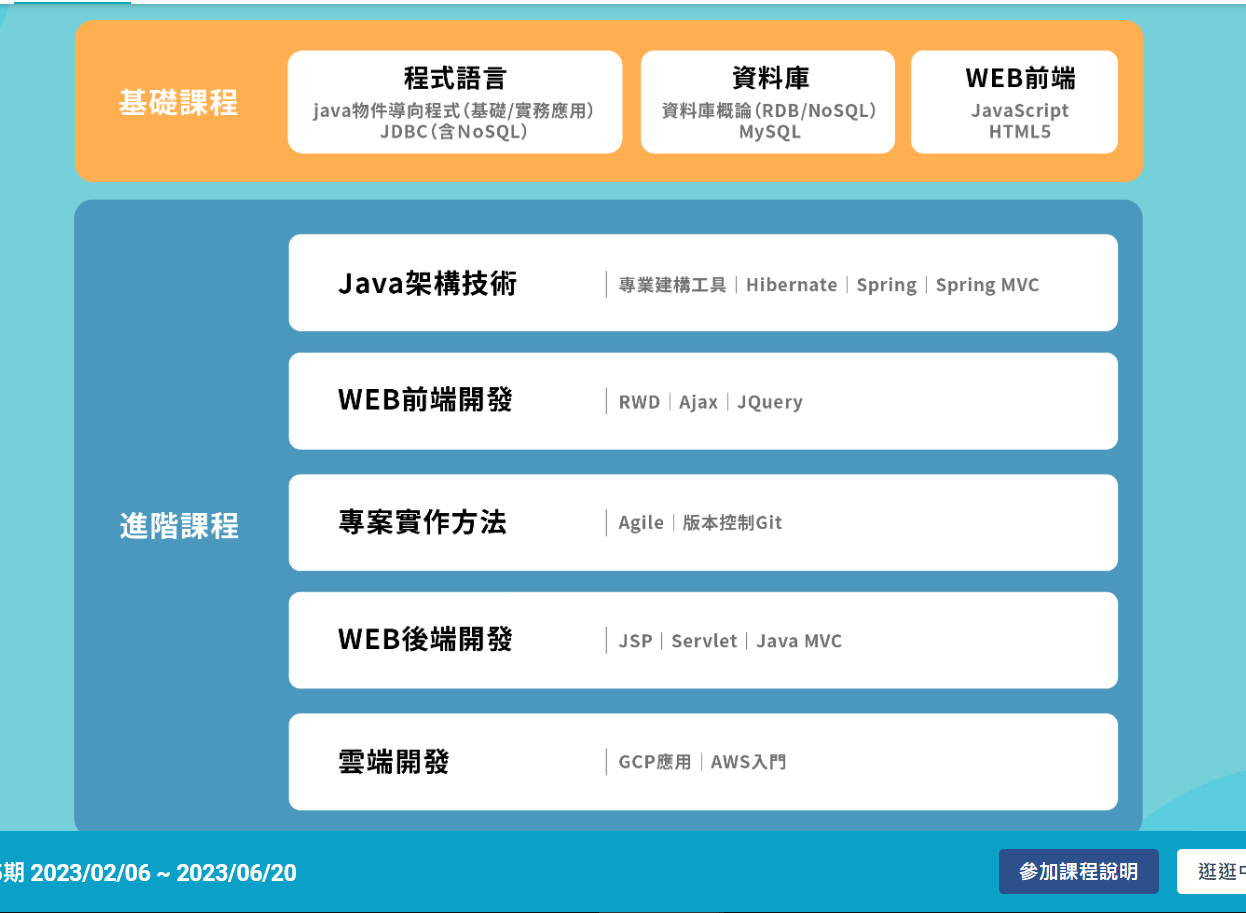 基礎課程
程式語言
java物件導向程式(基礎/實務應用)
JDBC(含NoSQL)
資料庫
資料庫概論(RDB/NoSQL)
MySQL
WEB前端
JavaScript
HTML5
進階課程
Java架構技術
專業建構工具|Hibernate|Spring|Spring MVC
WEB前端開發
RWD|Ajax|JQuery
專案實作方法
Agile|版本控制Git
WEB後端開發
JSP|Servlet|Java MVC
雲端開發
GCP應用|AWS入門
期 2023/02/06 ~ 2023/06/20
參加課程說明
逛逛